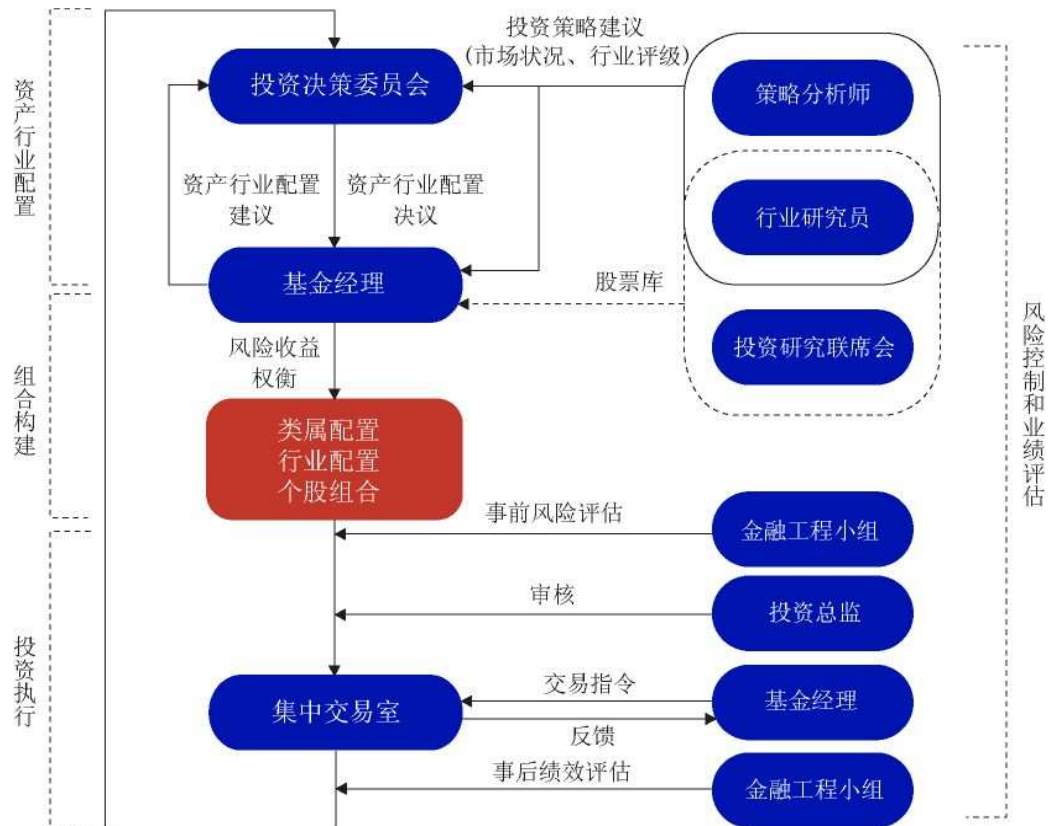 投资策略建议
(市场状况、行业评级)
投资决策委员会
策略分析师
资产行业配置
资产行业配置
建议
资产行业配置
决议
行业研究员
基金经理
股票库
投资研究联席会
风险收益
权衡
组合构建
类属配置
行业配置
个股组合
风险控制和业绩评估
事前风险评估
金融工程小组
审核
投资总监
投资执行
集中交易室
交易指令
基金经理
反馈
事后绩效评估
金融工程小组